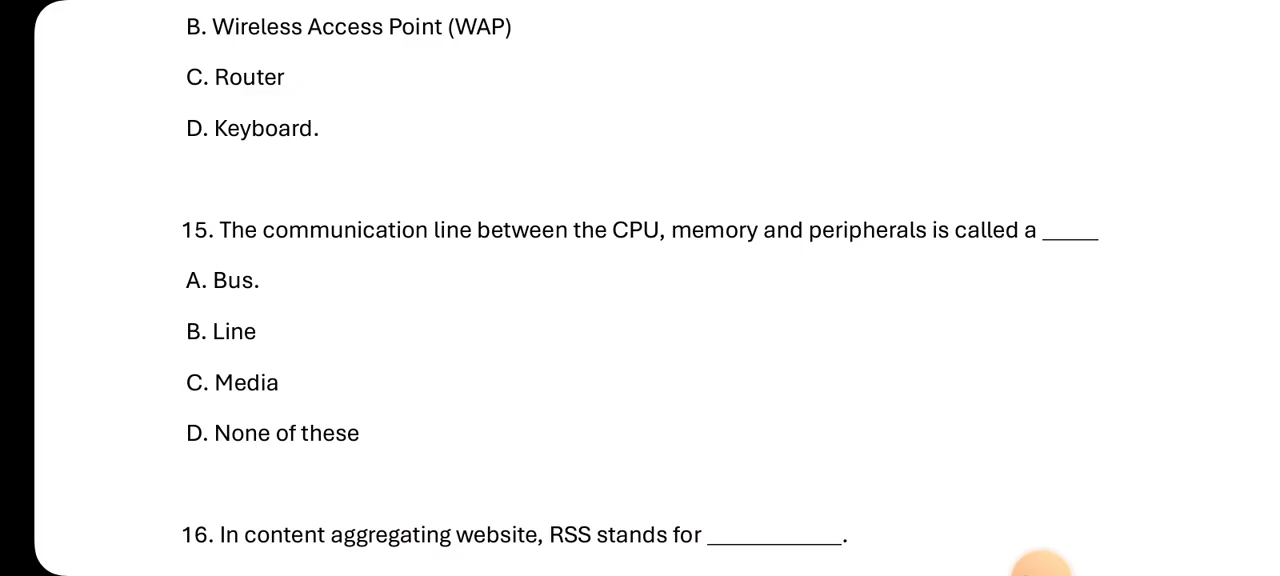 B. Wireless Access Point (WAP)
C. Router
D. Keyboard.
15. The communication line between the CPU, memory and peripherals is called a _____
A. Bus.
B. Line
C. Media
D. None of these
16. In content aggregating website, RSS stands for ____________.